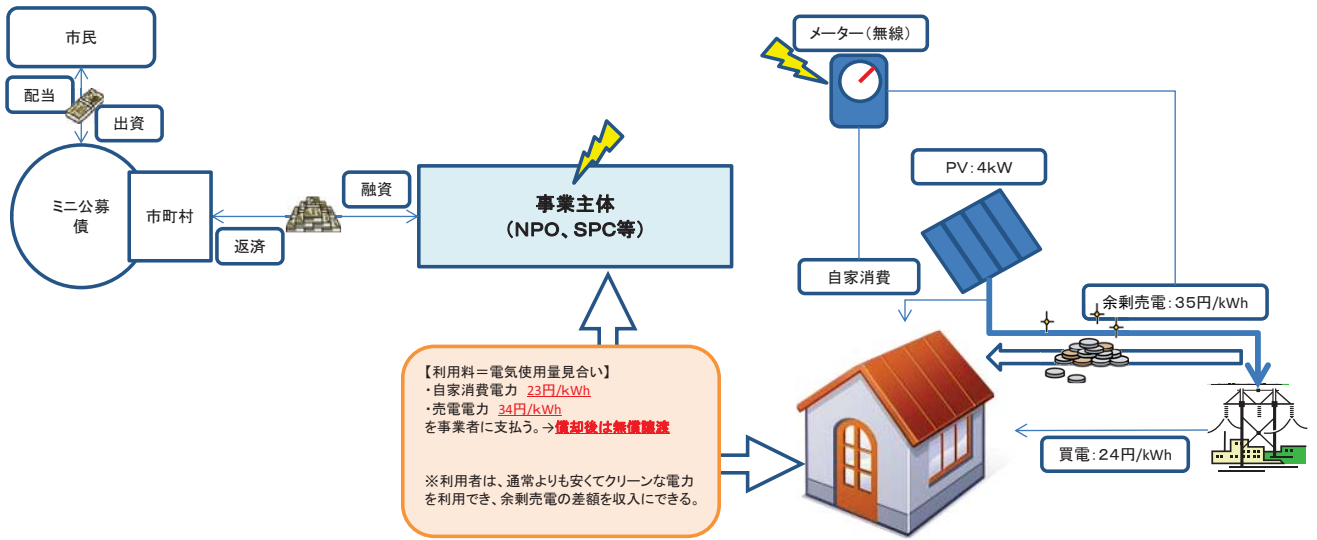 市民
配当
出資
ミニ公募
債
市町村
融資
返済
事業主体
(NPO、SPC等)
メーター(無線)
PV:4kW
自家消費
余剰売電:35円/kWh
買電:24円/kWh
【利用料=電気使用量見合い】
・自家消費電力 23円/kWh
・売電電力 34円/kWh
を事業者に支払う。→償却後は無償譲渡
※利用者は、通常よりも安くてクリーンな電力
を利用でき、余剰売電の差額を収入にできる。